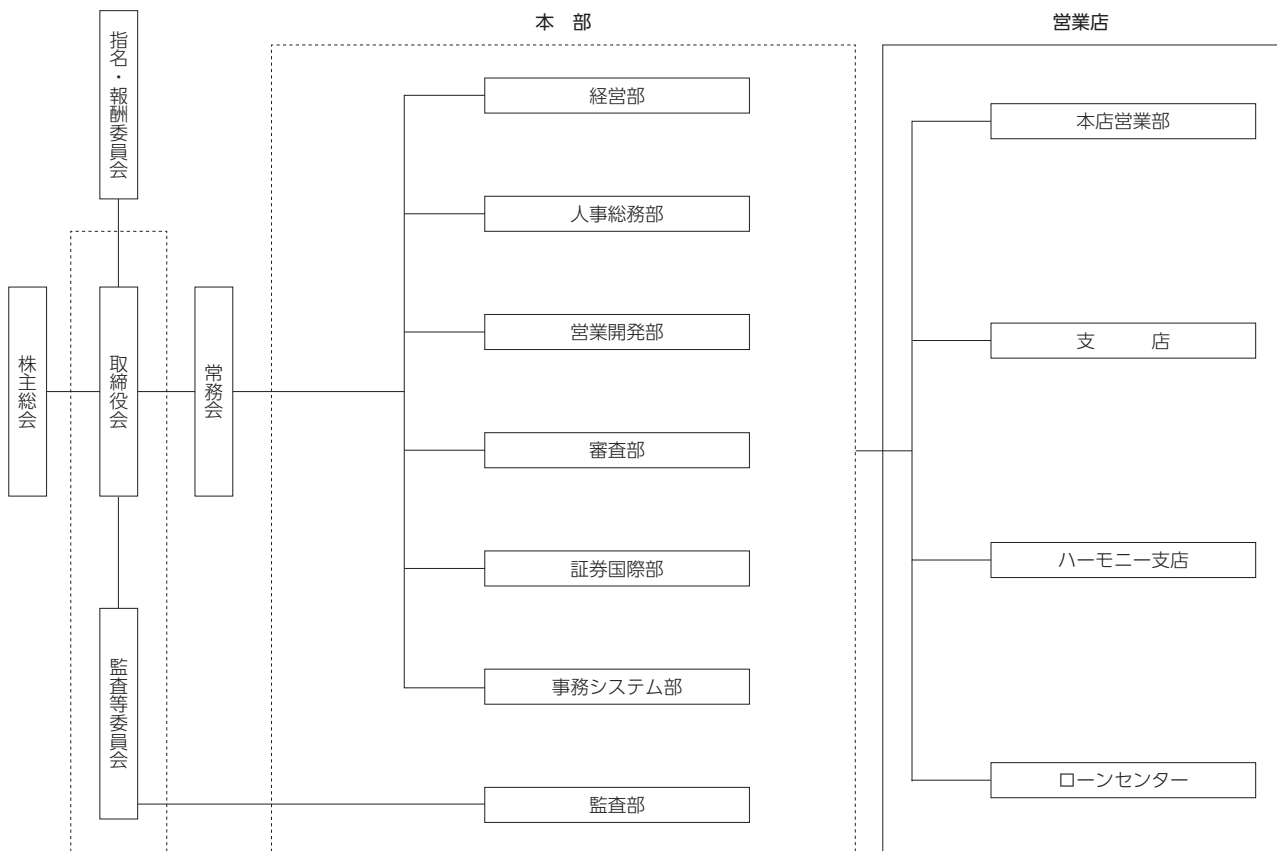 本　部
営業店
指名・報酬委員会
株主総会
取締役会
常務会
監査等委員会
経営部
人事総務部
営業開発部
審査部
証券国際部
事務システム部
監査部
本店営業部
支　　店
ハーモニー支店
ローンセンター